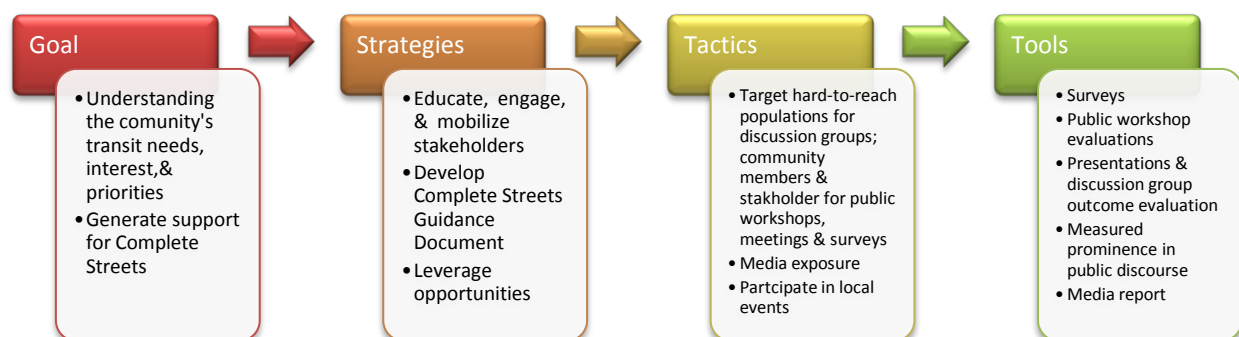 Goal
• Understanding
the comunity's
transit needs,
interest,&
priorities
• Generate support
for Complete
Streets
Strategies
• Educate, engage,
& mobilize
stakeholders
• Develop
Complete Streets
Guidance
Document
• Leverage
opportunities
Tactics
• Target hard-to-reach
populations for
discussion groups;
community
members &
stakholder for public
workshops,
meetings & surveys
• Media exposure
• Partcipate in local
events
Tools
• Surveys
• Public workshop
evaluations
• Presentations &
discussion group
outcome evaluation
• Measured
prominence in
public discourse
• Media report